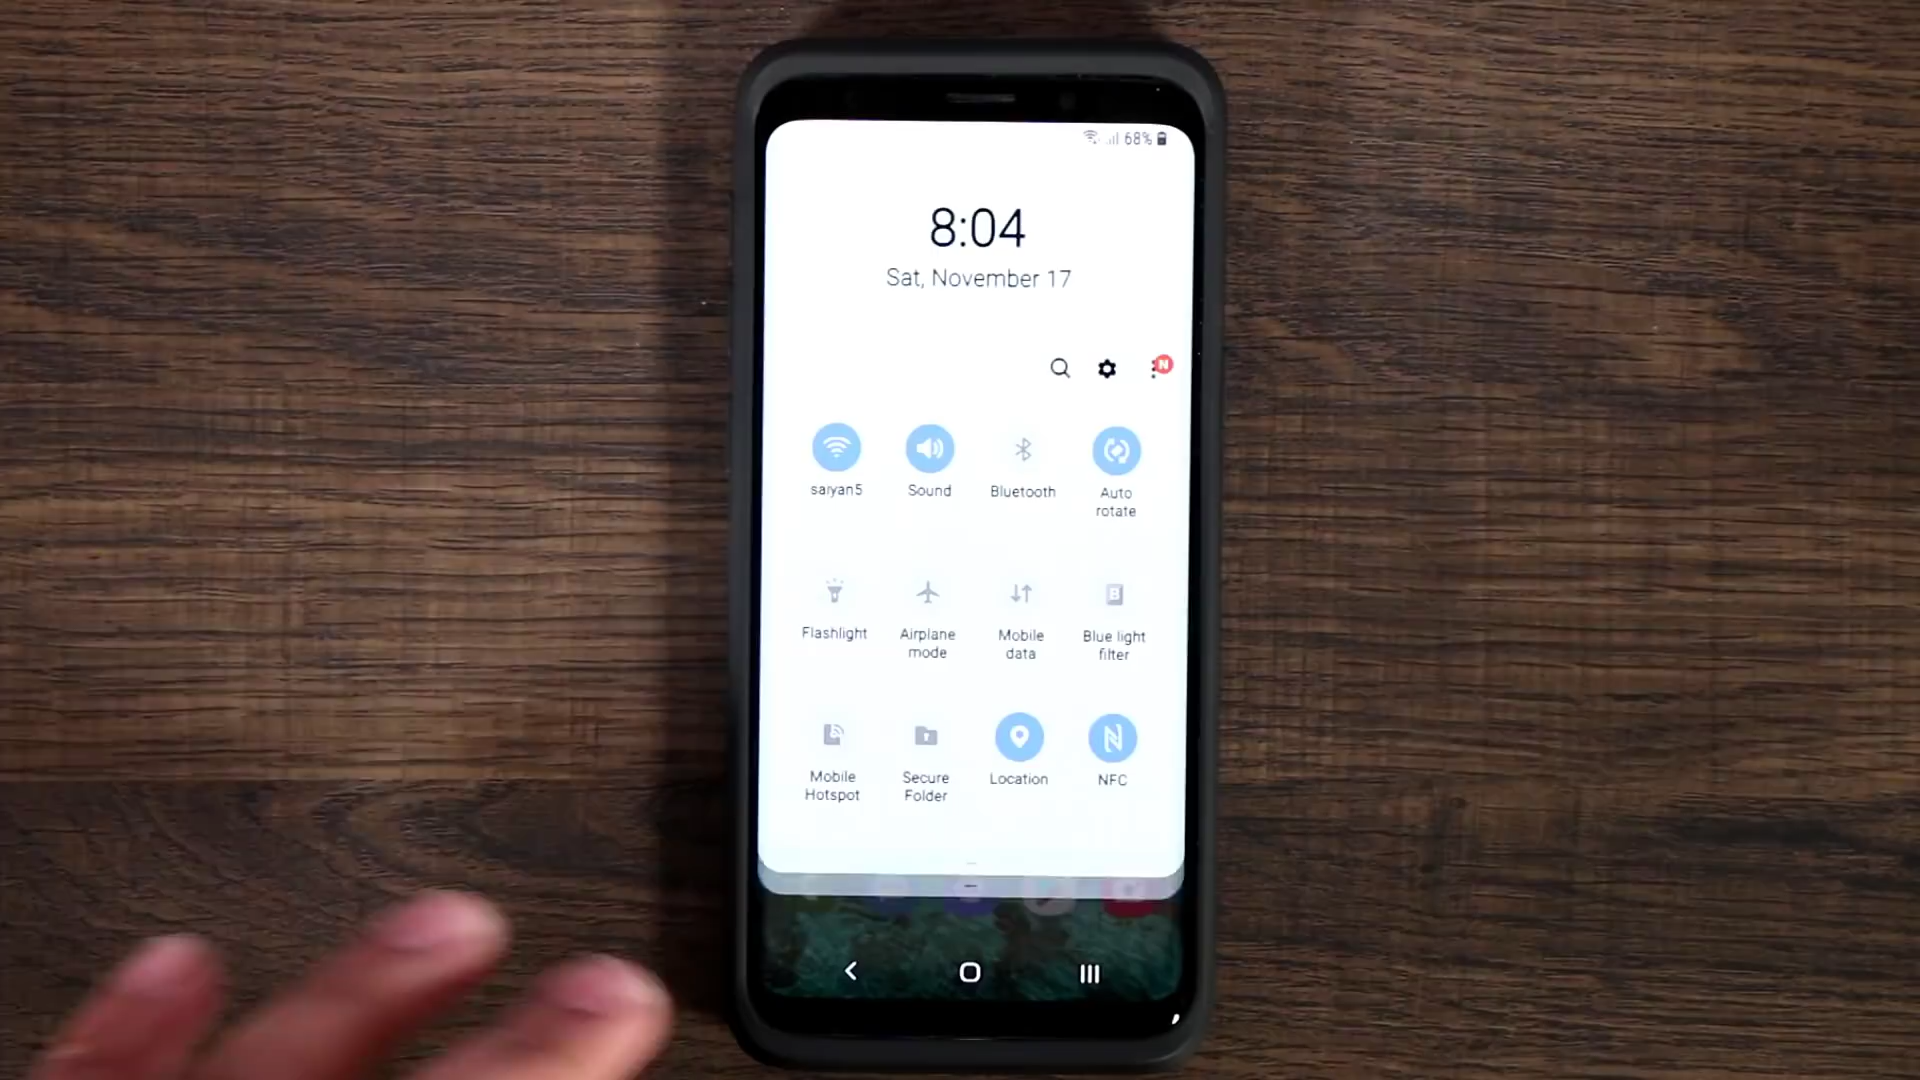 68%
8:04
Sat, November 17
N
saiyan5 Sound Bluetooth Auto
rotate
Flashlight Airplane Mobile Blue light
mode data filter
Mobile Secure Location NFC
Hotspot Folder